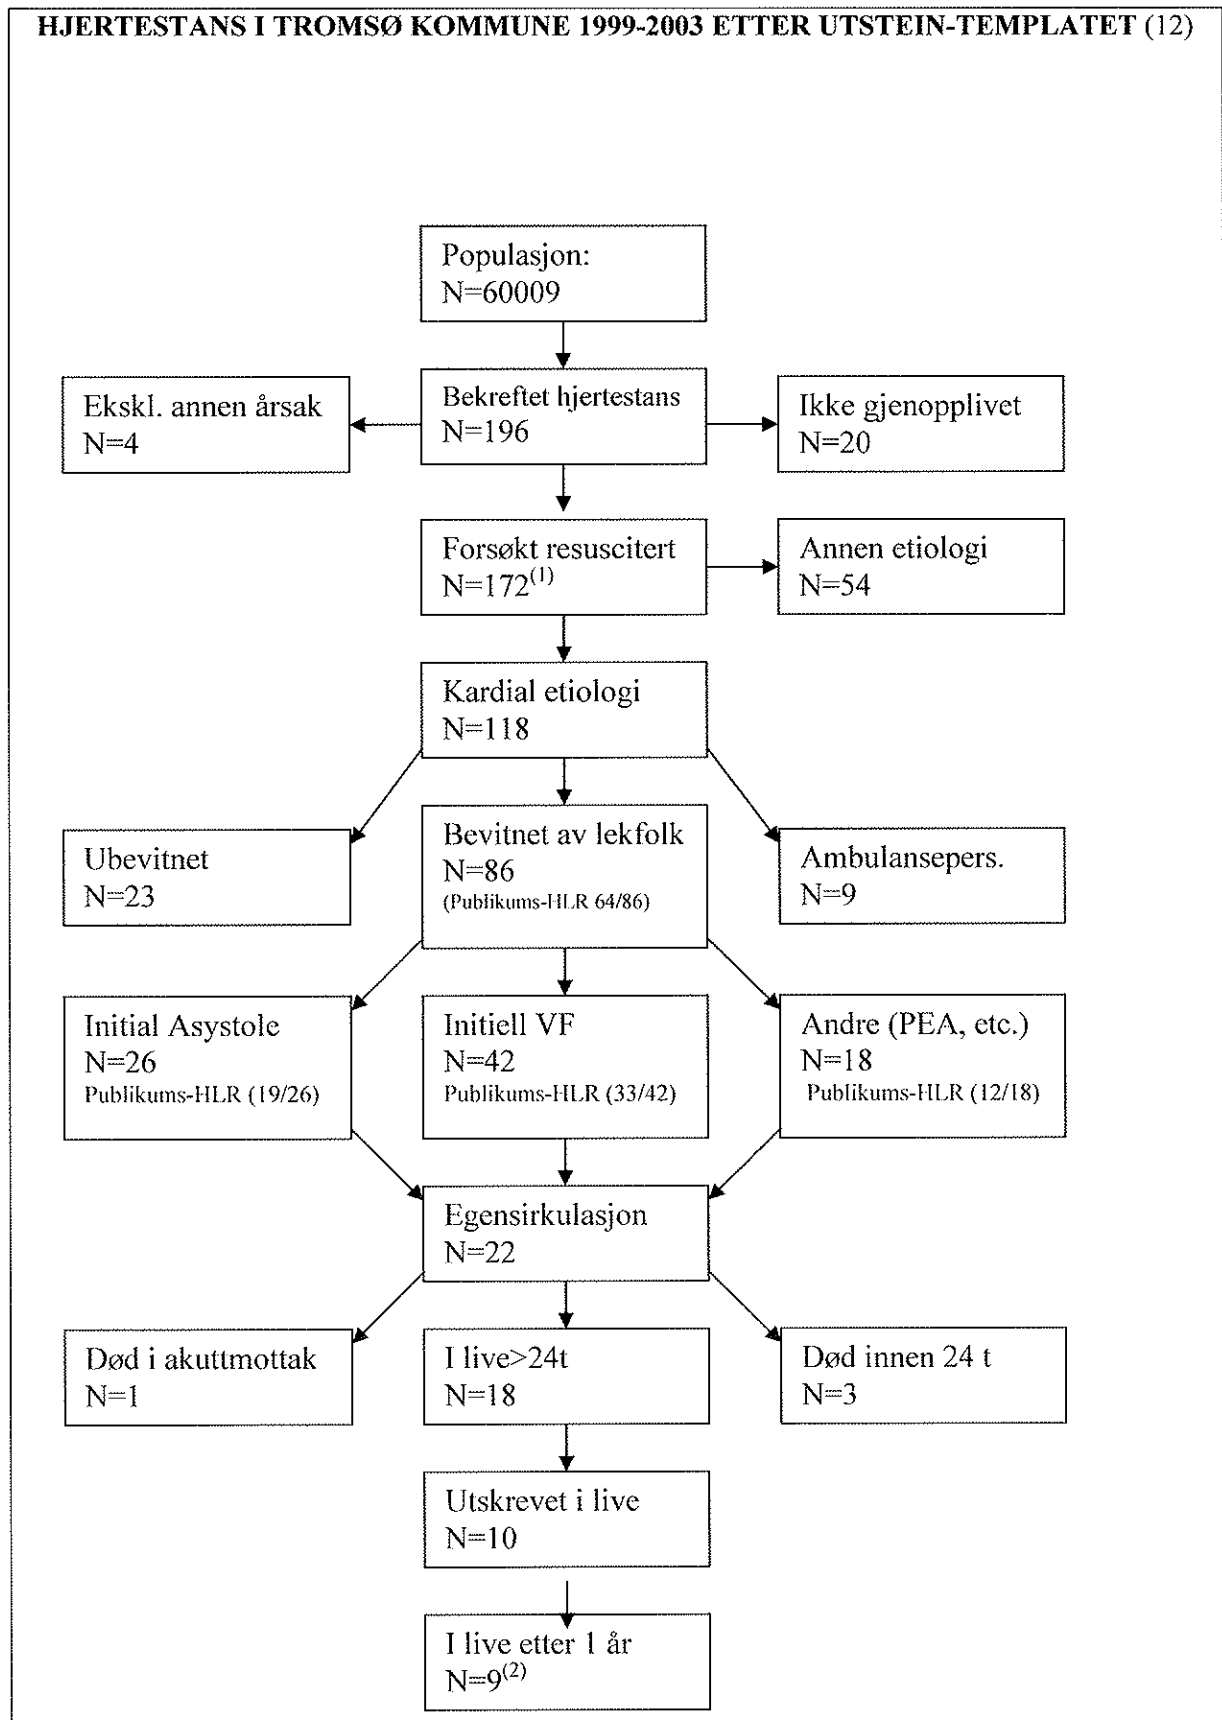 HJERTESTANS I TROMSØ KOMMUNE 1999-2003 ETTER UTSTEIN-TEMPLATET (12)
Populasjon:
N=60009
Ekskl. annen årsak
N=4
Bekreftet hjertestans
N=196
Ikke gjenopplivet
N=20
Forsøkt resuscitert
N=172(1)
Annen etiologi
N=54
Kardial etiologi
N=118
Ubevitnet
N=23
Bevitnet av lekfolk
N=86
(Publikums-HLR 64/86)
Ambulansepers.
N=9
Initial Asystole
N=26
Publikums-HLR (19/26)
Initiell VF
N=42
Publikums-HLR (33/42)
Andre (PEA, etc.)
N=18
Publikums-HLR (12/18)
Egensirkulasjon
N=22
Død i akuttmottak
N=1
I live>24t
N=18
Død innen 24 t
N=3
Utskrevet i live
N=10
I live etter 1 år
N=9(2)